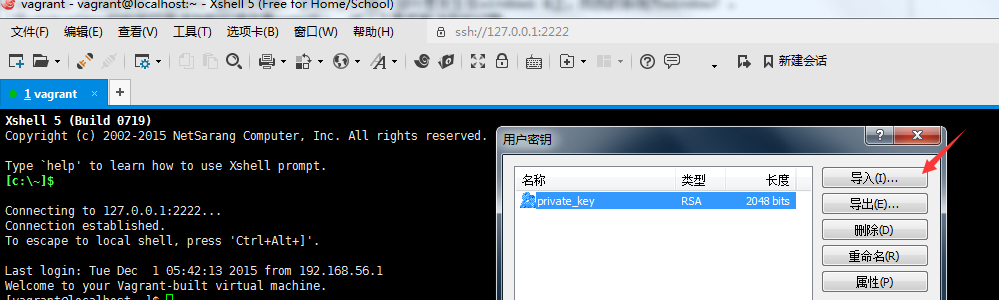 vagrant - vagrant@localhost:~ - Xshell 5 (Free for Home/School)
文件(F) 编辑(E) 查看(V) 工具(T) 选项卡(B) 窗口(W) 帮助(H) ssh://127.0.0.1:2222
新建会话
1 vagrant × +
Xshell 5 (Build 0719)
Copyright (c) 2002-2015 NetSarang Computer, Inc. All rights reserved.
Type `help' to learn how to use Xshell prompt.
[c:\~]$
Connecting to 127.0.0.1:2222...
Connection established.
To escape to local shell, press 'Ctrl+Alt+]'.
Last login: Tue Dec  1 05:42:13 2015 from 192.168.56.1
Welcome to your Vagrant-built virtual machine.
[vagrant@localhost ~]$
用户密钥
名称 类型 长度
private_key RSA 2048 bits
导入(I)...
导出(E)...
删除(D)
重命名(R)
属性(P)